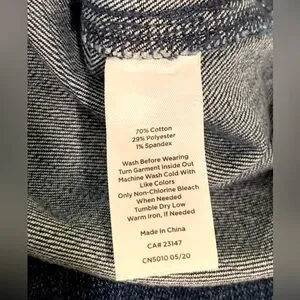 70% Cotton
29% Polyester
1% Spandex
Wash Before Wearing
Turn Garment Inside Out
Machine Wash Cold With
Like Colors
Only Non-Chlorine Bleach
When Needed
Tumble Dry Low
Warm Iron, If Needed
Made in China
CA# 23147
CN5010 05/20